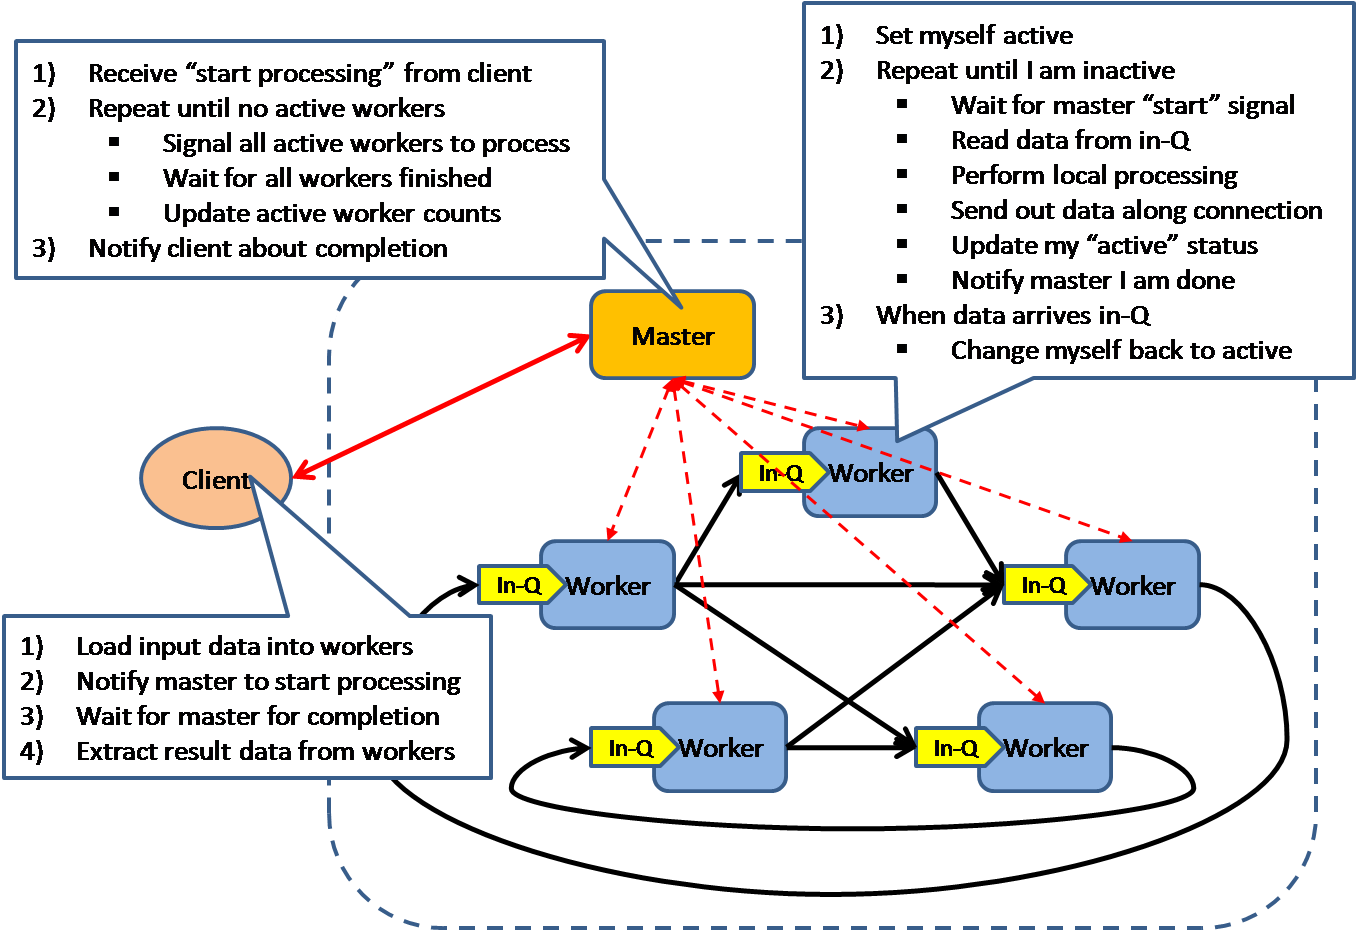 1) Receive “start processing” from client
2) Repeat until no active workers
▪ Signal all active workers to process
▪ Wait for all workers finished
▪ Update active worker counts
3) Notify client about completion
1) Set myself active
2) Repeat until I am inactive
▪ Wait for master “start” signal
▪ Read data from in-Q
▪ Perform local processing
▪ Send out data along connection
▪ Update my “active” status
▪ Notify master I am done
3) When data arrives in-Q
▪ Change myself back to active
Master
Client
In-Q Worker
In-Q Worker
In-Q Worker
1) Load input data into workers
2) Notify master to start processing
3) Wait for master for completion
4) Extract result data from workers
In-Q Worker
In-Q Worker